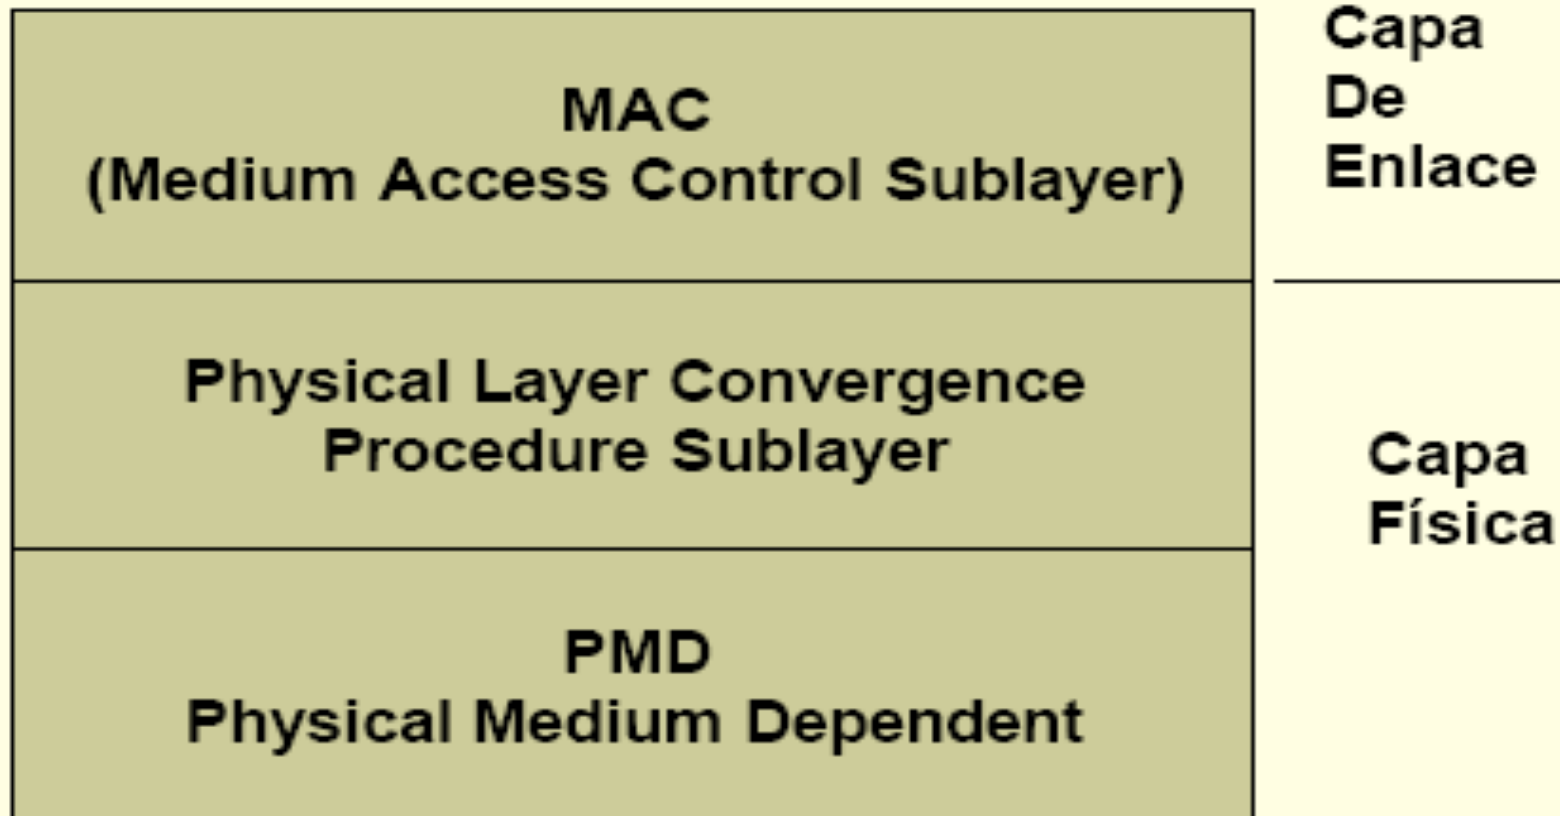 MAC
(Medium Access Control Sublayer)
Capa
De
Enlace
Physical Layer Convergence
Procedure Sublayer
Capa
Física
PMD
Physical Medium Dependent